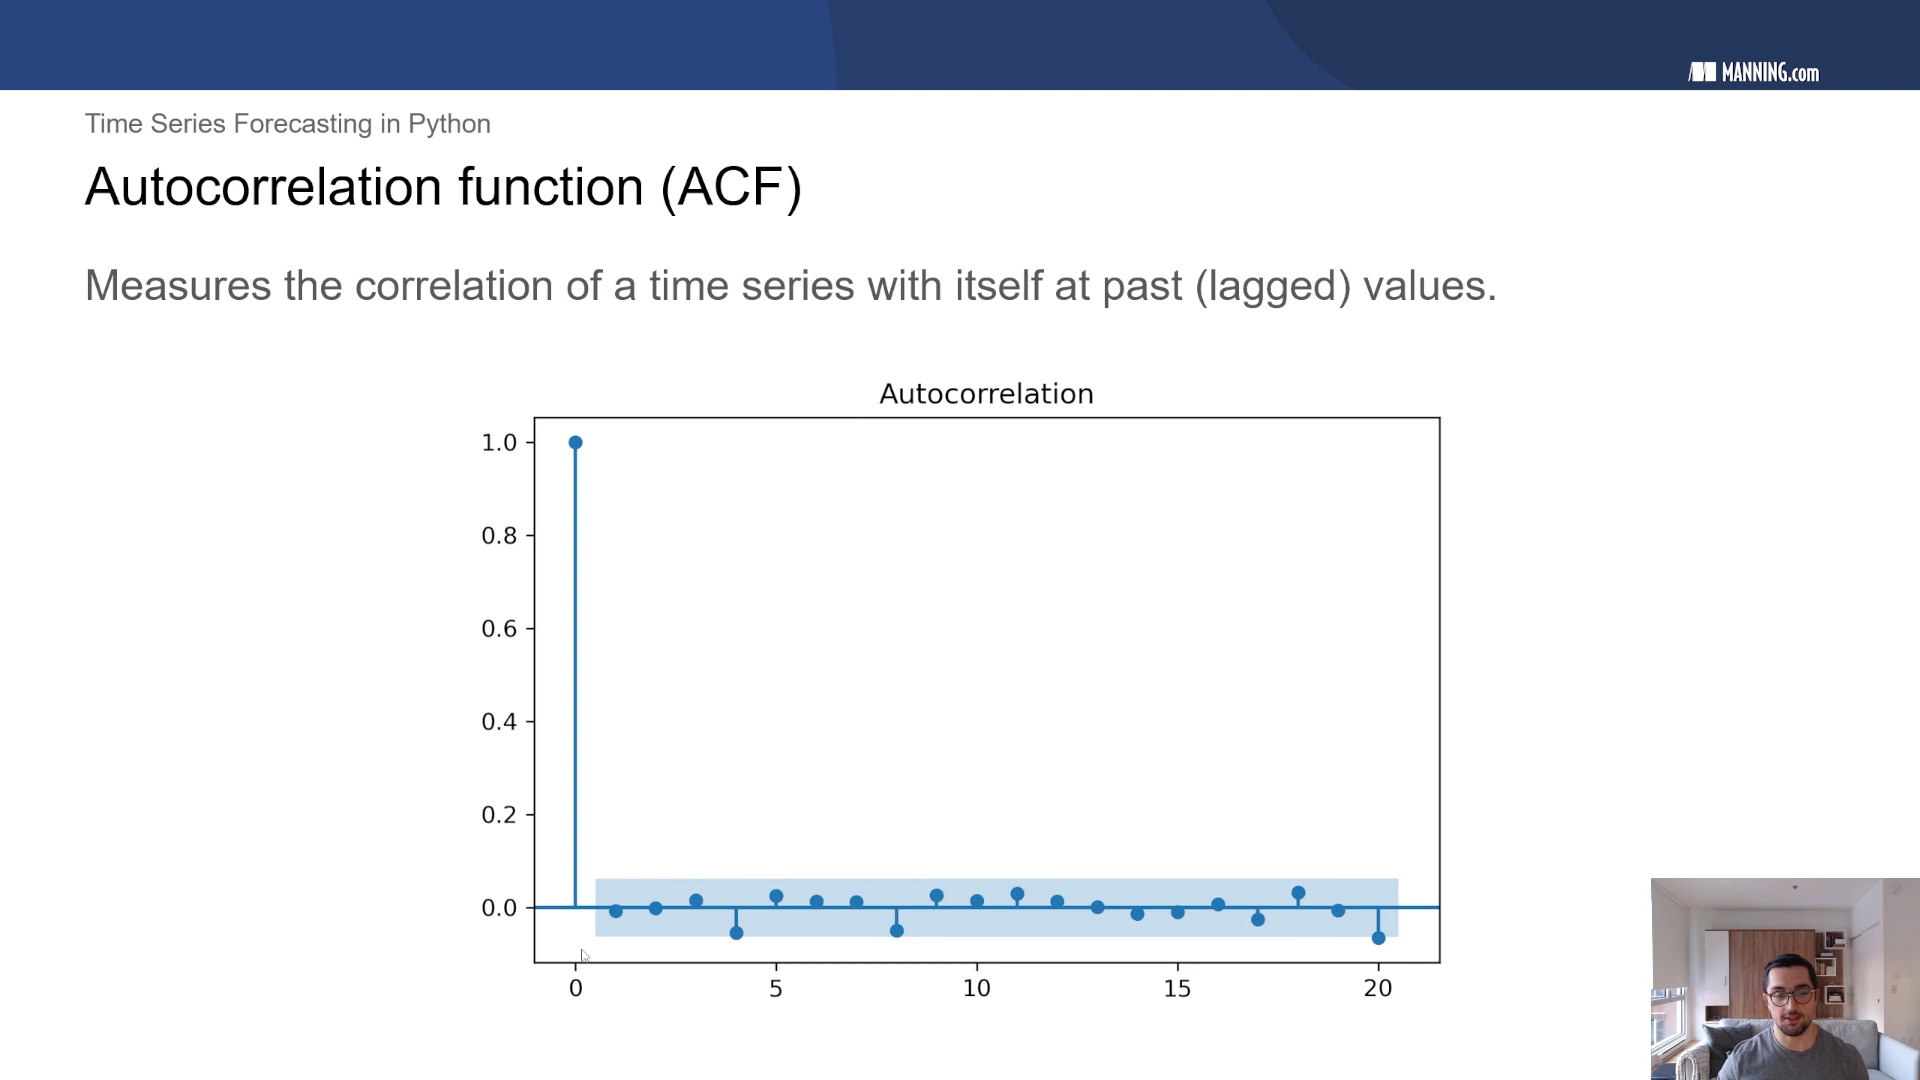 MANNING.com
Time Series Forecasting in Python
Autocorrelation function (ACF)
Measures the correlation of a time series with itself at past (lagged) values.
Autocorrelation
1.0
0.8
0.6
0.4
0.2
0.0
0 5 10 15 20